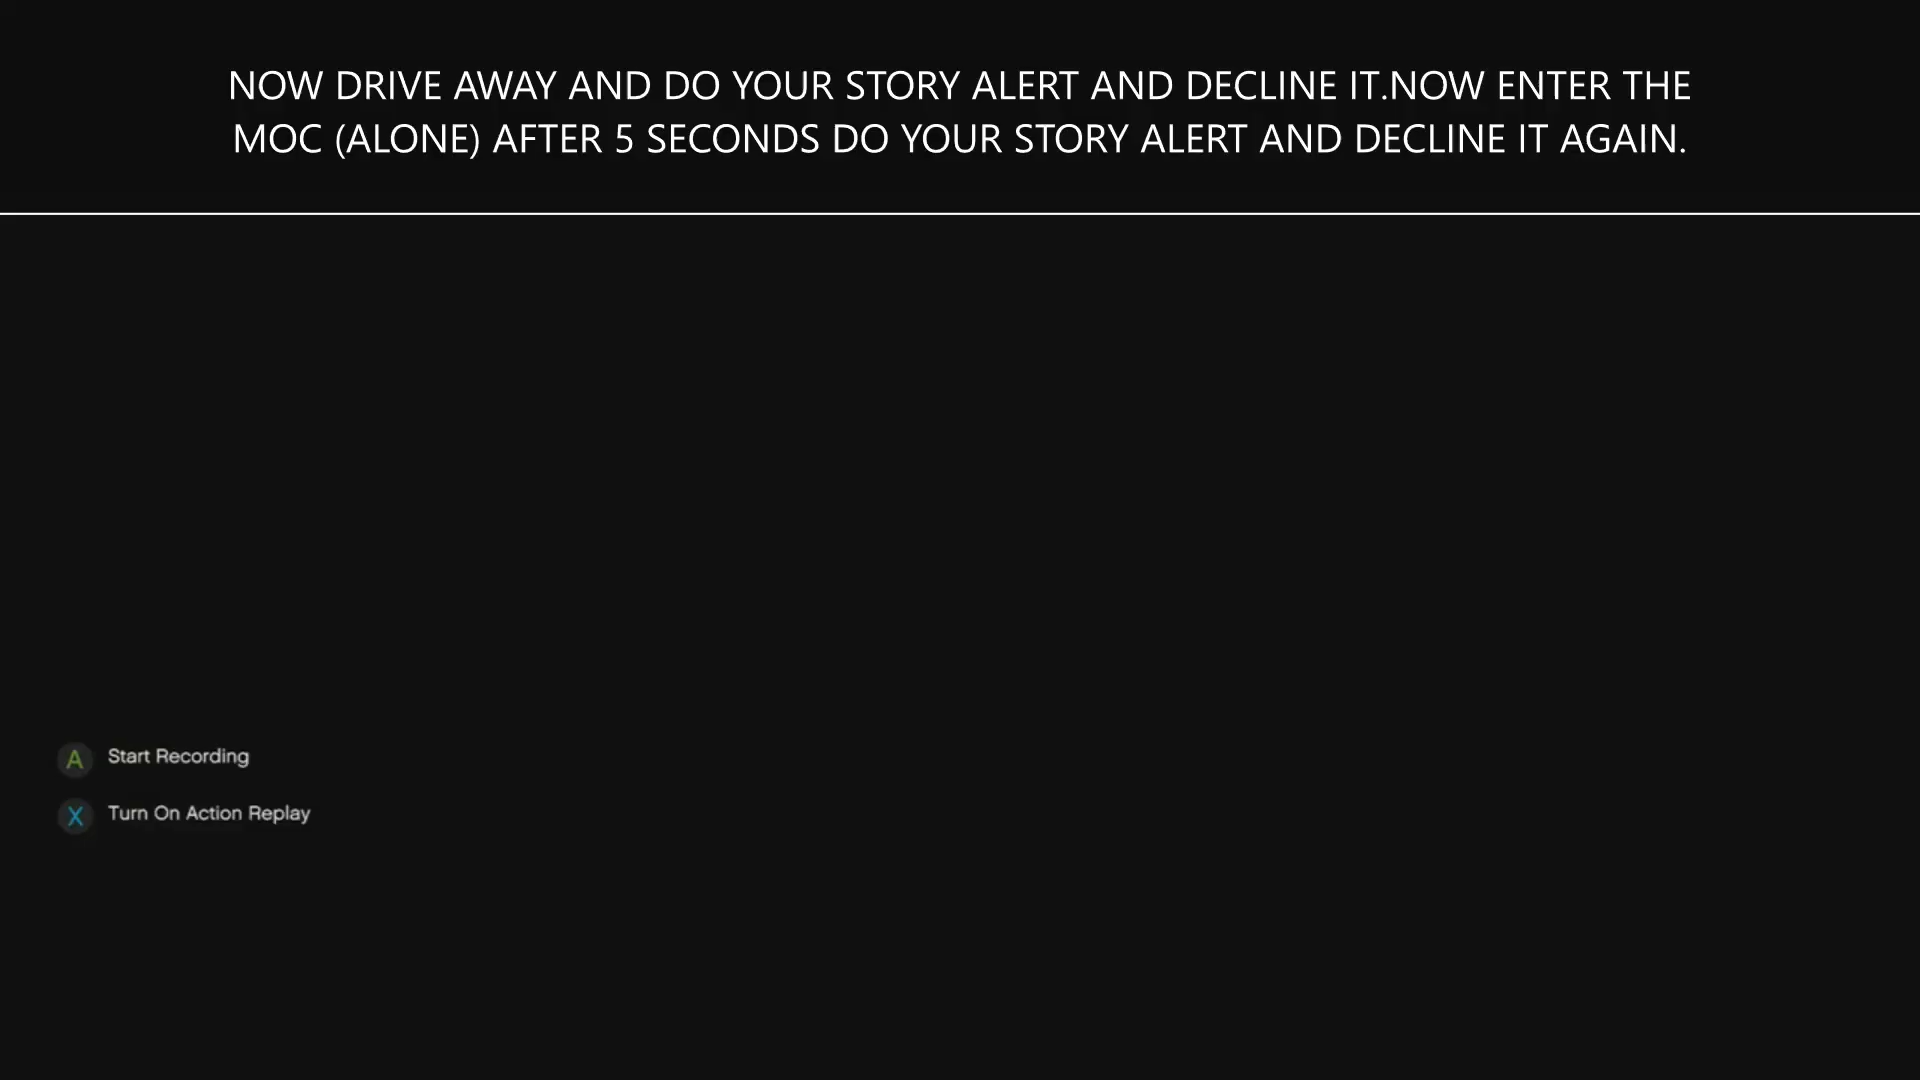 NOW DRIVE AWAY AND DO YOUR STORY ALERT AND DECLINE IT.NOW ENTER THE
MOC (ALONE) AFTER 5 SECONDS DO YOUR STORY ALERT AND DECLINE IT AGAIN.
A Start Recording
X Turn On Action Replay